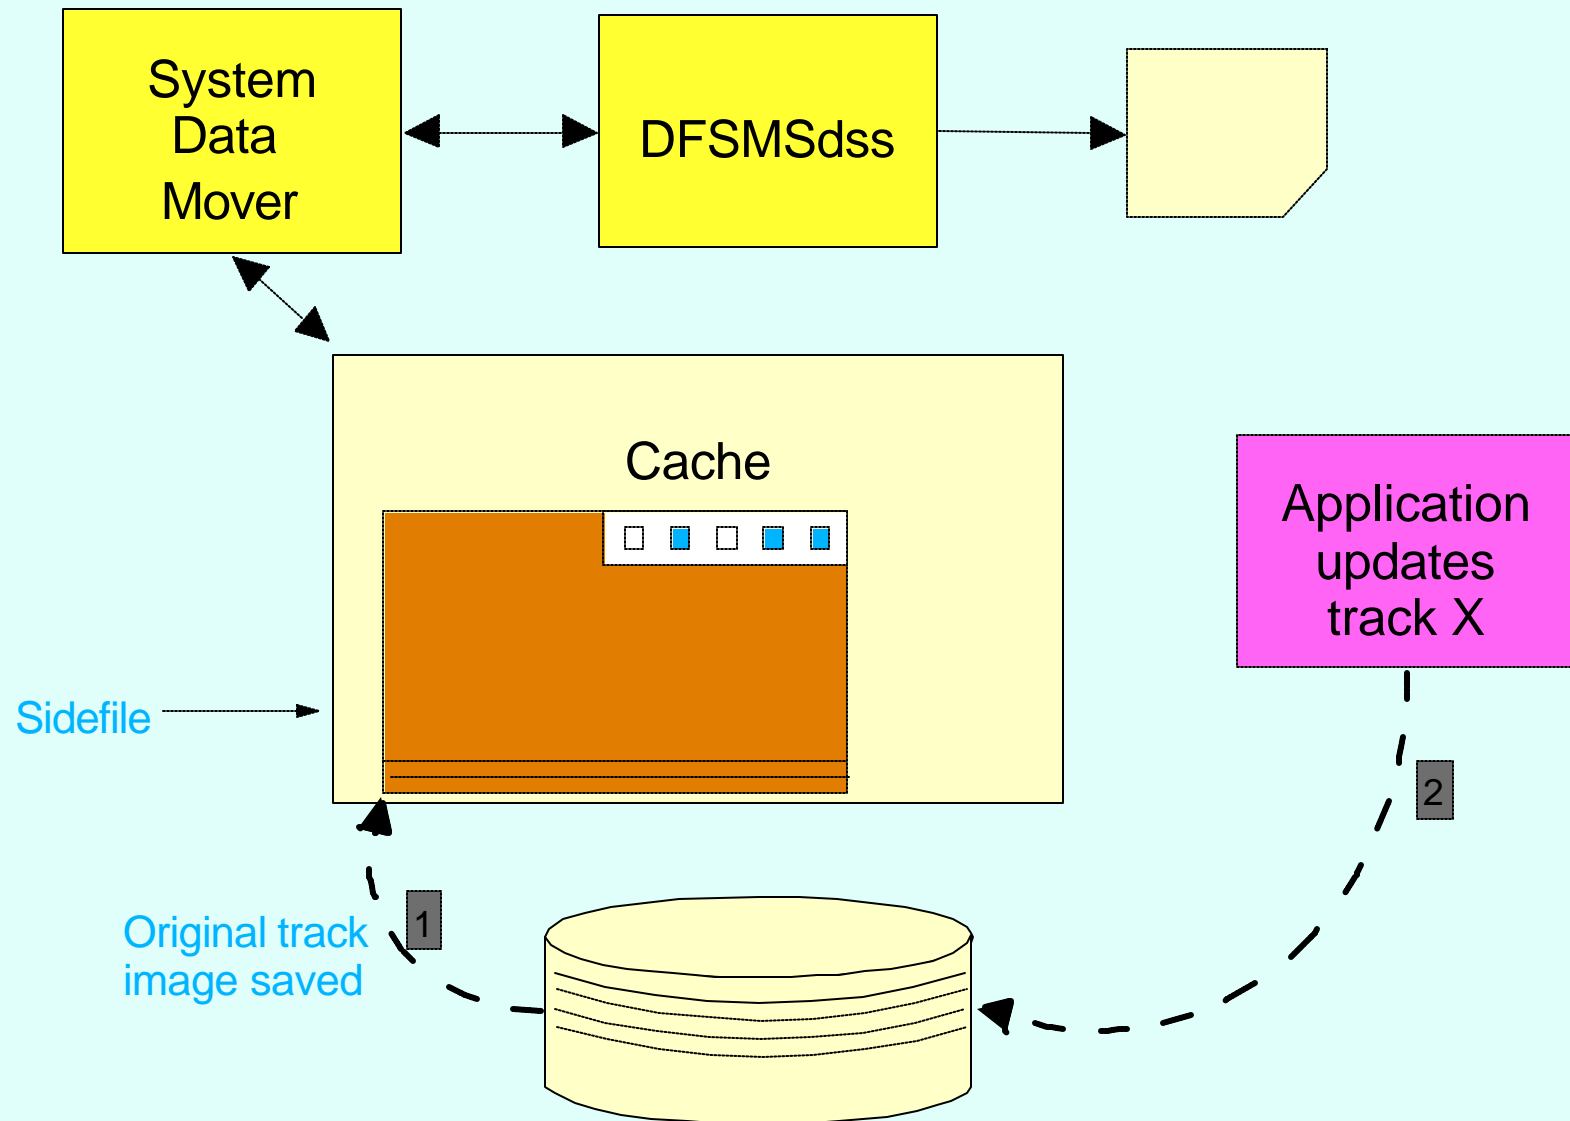 System
Data
Mover
DFSMSdss
Cache
Application
updates
track X
Sidefile
2
1
Original track
image saved